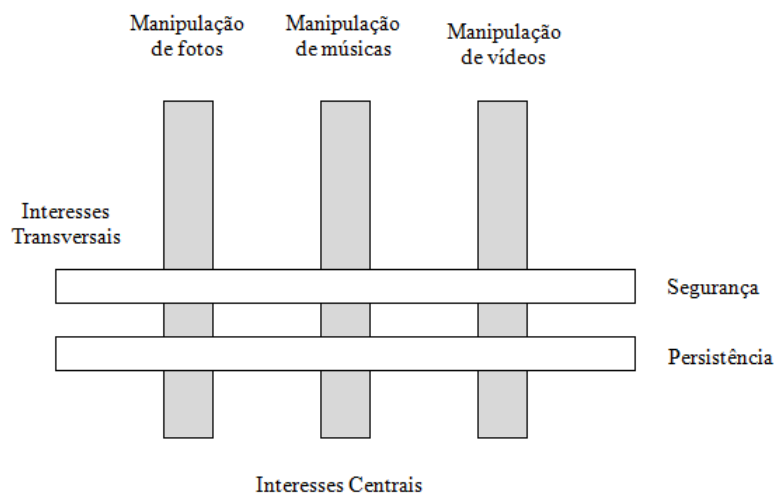 Manipulação
de fotos
Manipulação
de músicas
Manipulação
de vídeos
Interesses
Transversais
Segurança
Persistência
Interesses Centrais